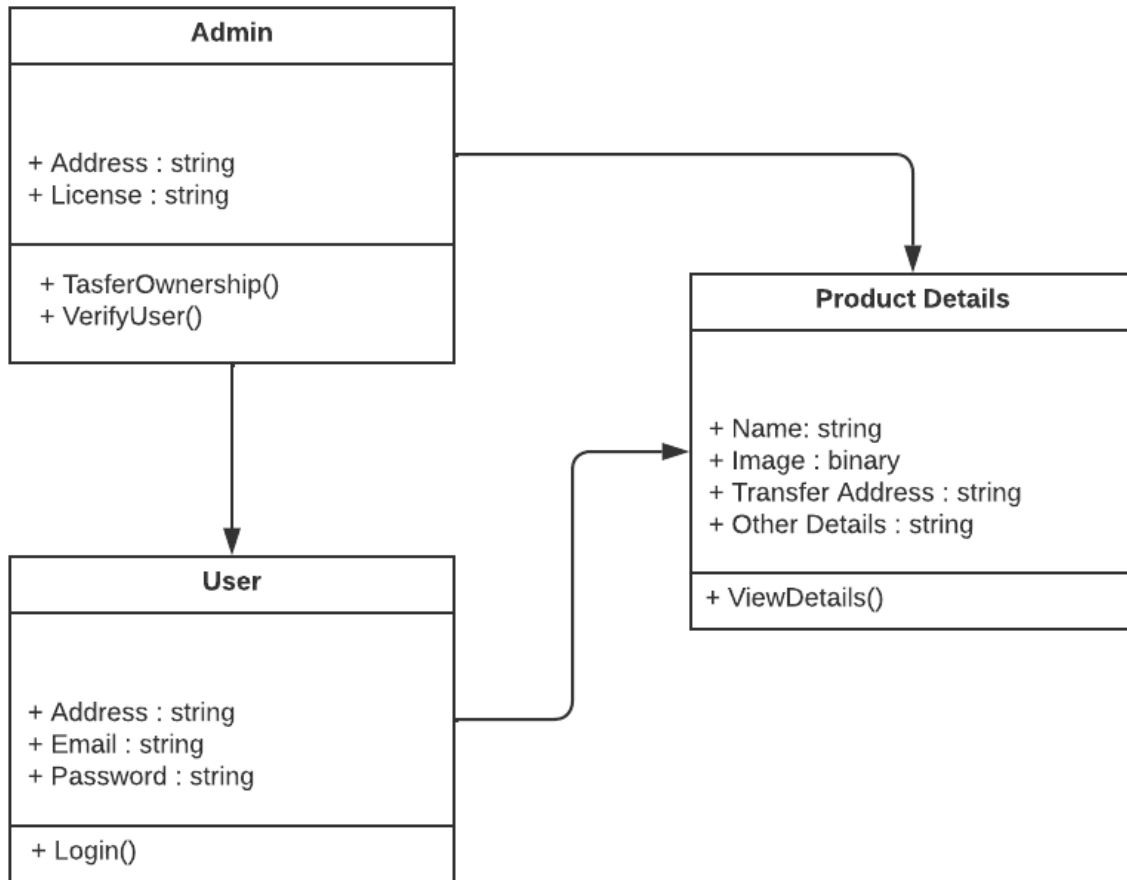 Admin
+ Address : string
+ License : string
+ TasferOwnership()
+ VerifyUser()
Product Details
+ Name: string
+ Image : binary
+ Transfer Address : string
+ Other Details : string
+ ViewDetails()
User
+ Address : string
+ Email : string
+ Password : string
+ Login()